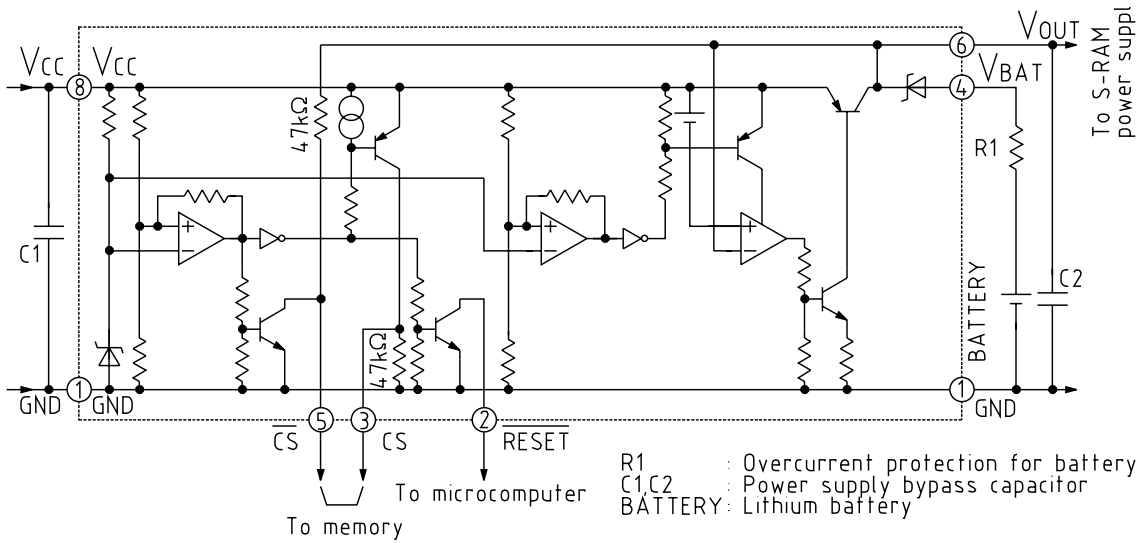 VOUT
To S-RAM
power suppl
VCC
8
VCC
6
VBAT
4
47kΩ
R1
+
−
+
−
+
−
C1
C2
BATTERY
47kΩ
1
GND
GND
1
GND
5
CS
3
CS
2
RESET
To microcomputer
To memory
R1 : Overcurrent protection for battery
C1,C2 : Power supply bypass capacitor
BATTERY : Lithium battery